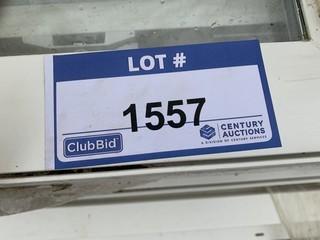 LOT #
1557
ClubBid
CENTURY
AUCTIONS
A DIVISION OF CENTURY SERVICES